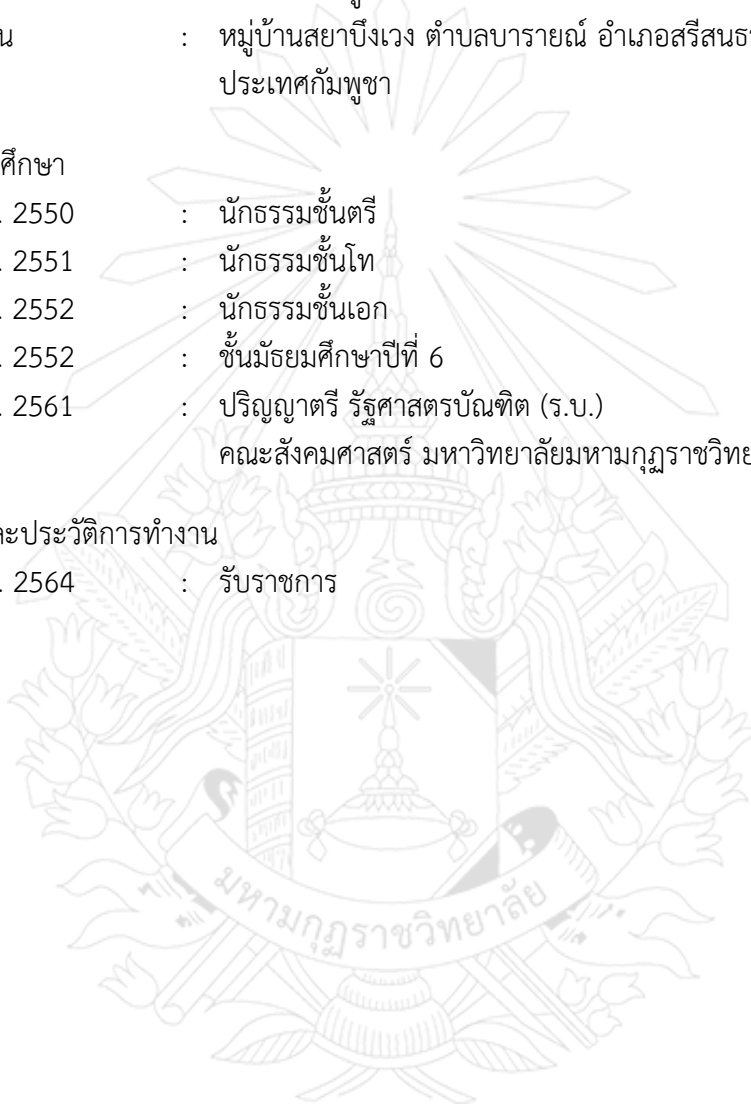 น : หมู่บ้านสยาบึงเวง ตำบลบารายณ์ อำเภอสรีสนธ
ประเทศกัมพูชา
ศึกษา
. 2550 : นักธรรมชั้นตรี
. 2551 : นักธรรมชั้นโท
. 2552 : นักธรรมชั้นเอก
. 2552 : ชั้นมัธยมศึกษาปีที่ 6
. 2561 : ปริญญาตรี รัฐศาสตรบัณฑิต (ร.บ.)
คณะสังคมศาสตร์ มหาวิทยาลัยมหามกุฏราชวิทย
ละประวัติการทำงาน
. 2564 : รับราชการ
มหามกุฏราชวิทยาลัย